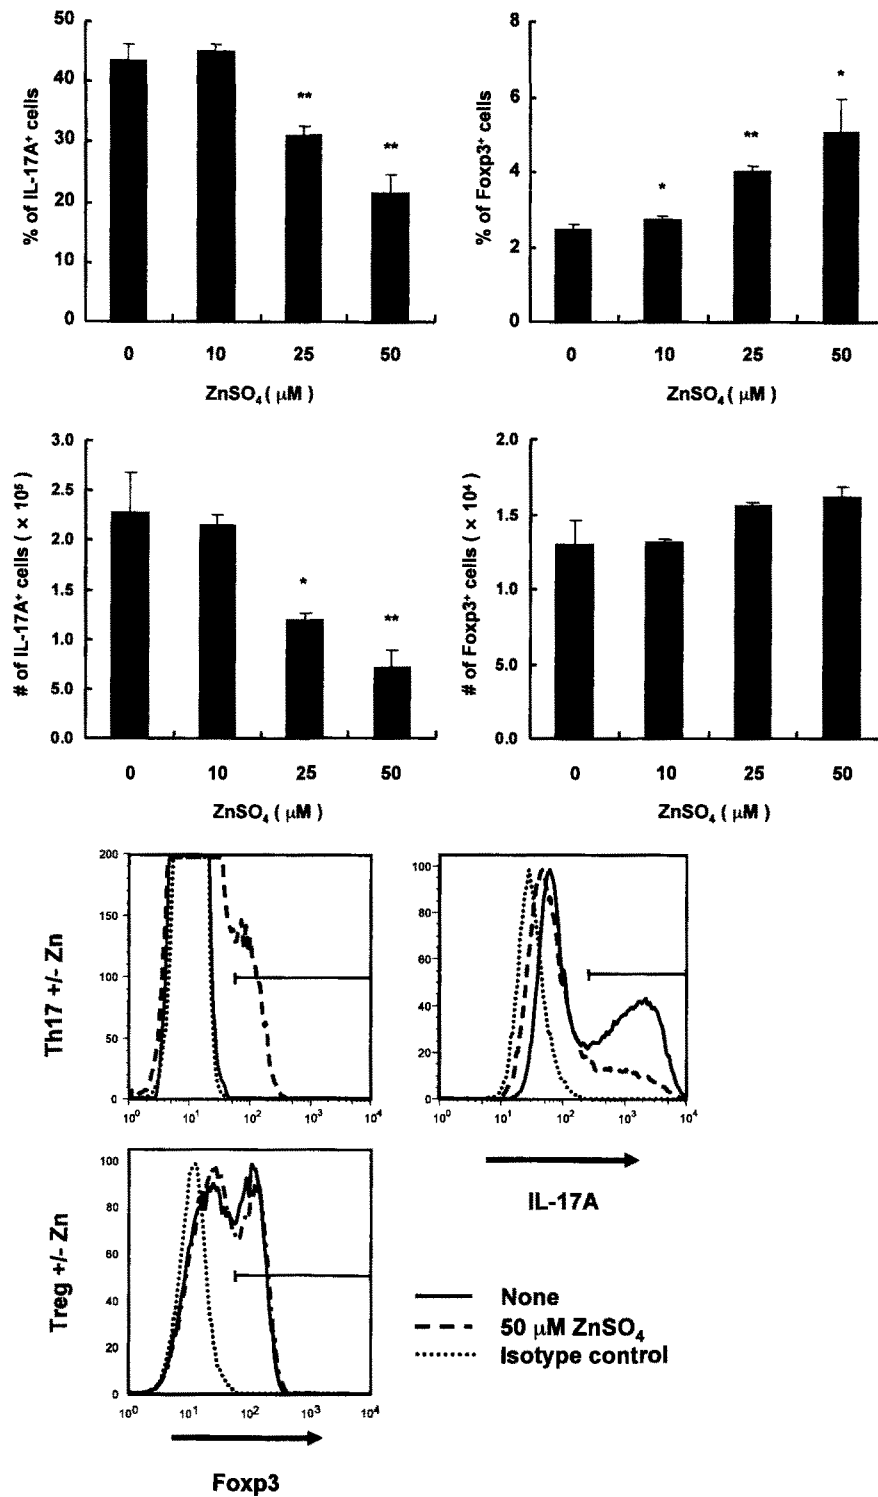 50
40
30
20
10
0
% of IL-17A⁺ cells
**
**
0 10 25 50
ZnSO₄ ( μM )
8
6
4
2
0
% of Foxp3⁺ cells
*
**
*
0 10 25 50
ZnSO₄ ( μM )
3.0
2.5
2.0
1.5
1.0
5.0
0.0
# of IL-17A⁺ cells ( × 10⁵ )
*
**
0 10 25 50
ZnSO₄ ( μM )
2.0
1.5
1.0
5.0
0.0
# of Foxp3⁺ cells ( × 10⁴ )
0 10 25 50
ZnSO₄ ( μM )
Th17 +/- Zn
200
150
100
50
0
10⁰ 10¹ 10² 10³ 10⁴
100
80
60
40
20
0
10⁰ 10¹ 10² 10³ 10⁴
IL-17A
Treg +/- Zn
100
80
60
40
20
0
10⁰ 10¹ 10² 10³ 10⁴
Foxp3
None
50 μM ZnSO₄
Isotype control